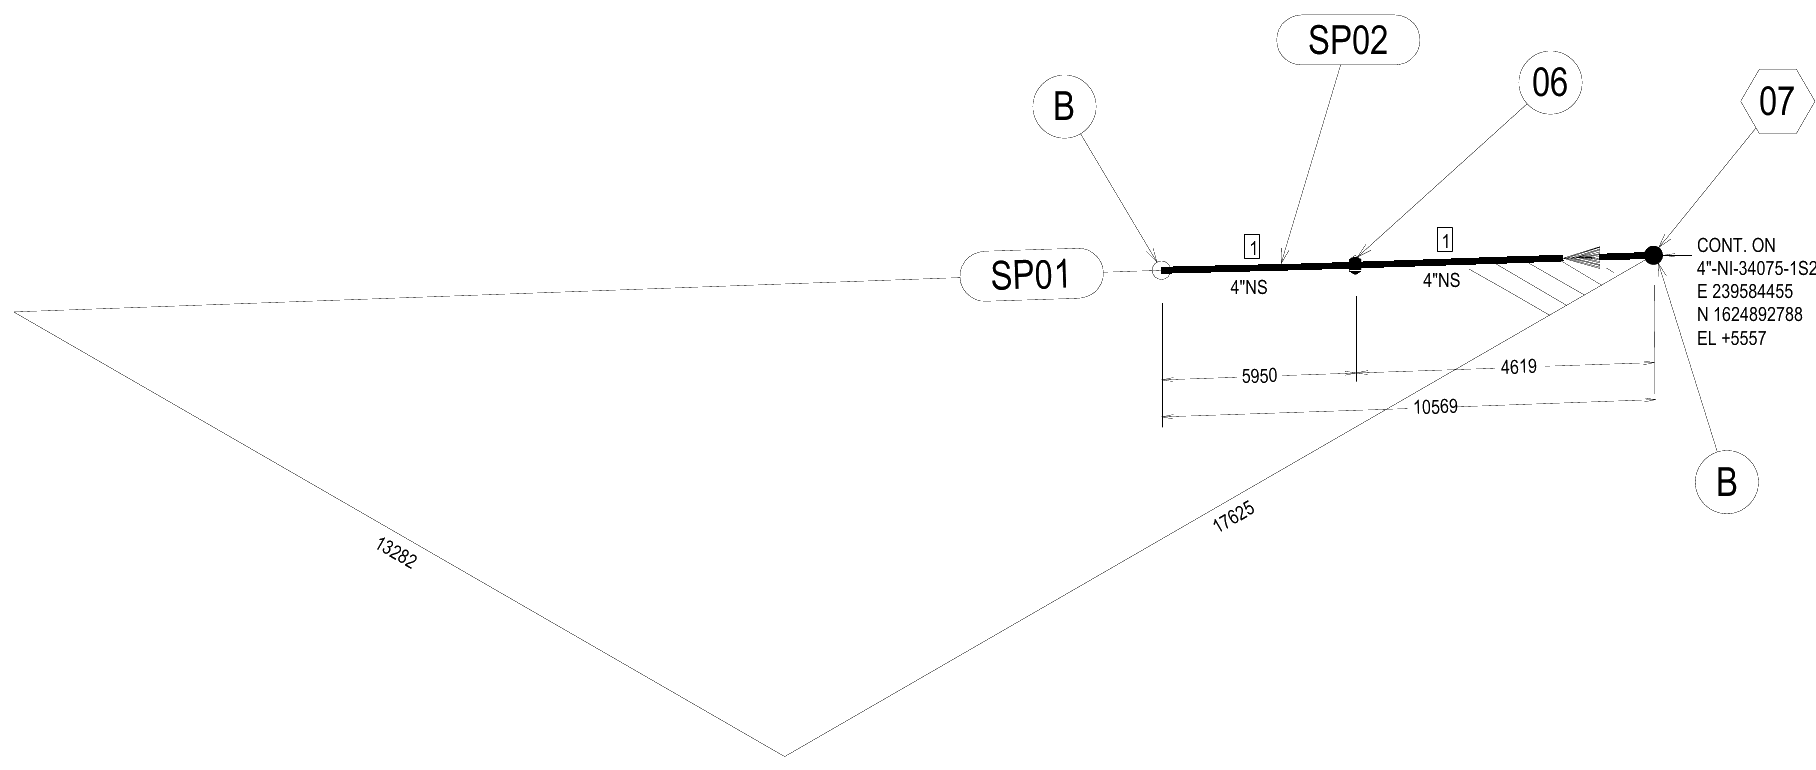 SP02
06
07
B
1
1
CONT. ON
4"-NI-34075-1S2
E 239584455
N 1624892788
EL +5557
SP01
4"NS
4"NS
5950
4619
10569
B
17625
13282